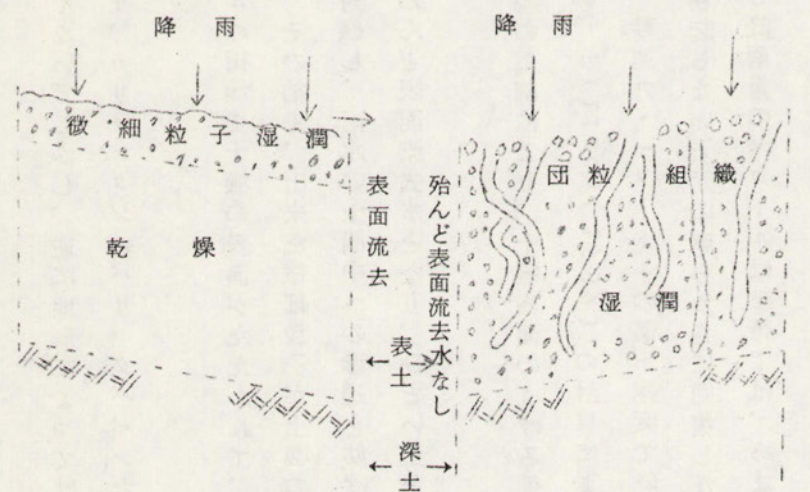 降雨
微細粒子湿潤
乾燥
表面流去
降雨
団粒組織
湿潤
殆んど表面流去水なし
←表土→
←深土→